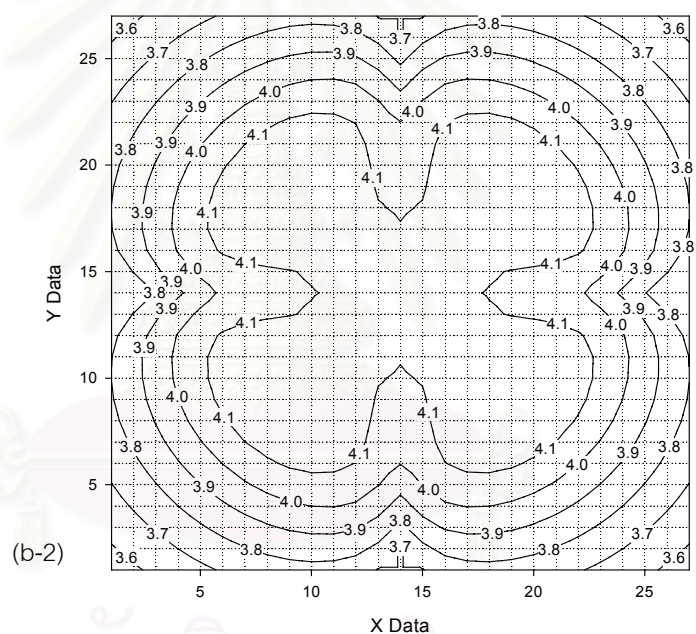 3.6 3.8 3.7 3.8 3.6
25 3.7 3.8 3.9 3.9 3.7
4.0 3.8
3.9 4.0 4.0
4.1 4.1 3.9
3.8 3.9 4.0 4.1
20 4.1 3.8
4.0
3.9 4.1
3.8
15 4.0 4.1 4.1 4.0 3.9
3.8 3.9
3.9 4.1 4.1 4.0 3.9 3.8
3.9
10
4.0 4.1 4.1
3.8 4.1 4.1 3.9 3.8
4.0
5 3.9 4.0 4.0
3.7 3.9 3.8 3.9 3.7
3.6 3.8 3.7 3.8 3.6
5 10 15 20 25
X Data
Y Data
(b-2)